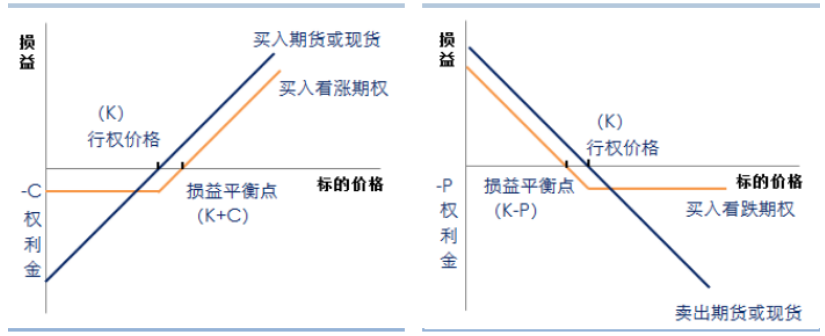 损
益
买入期货或现货
买入看涨期权
(K)
行权价格
-C
权
利
金
损益平衡点
(K+C)
标的价格
损
益
(K)
行权价格
-P
权
利
金
损益平衡点
(K-P)
标的价格
买入看跌期权
卖出期货或现货